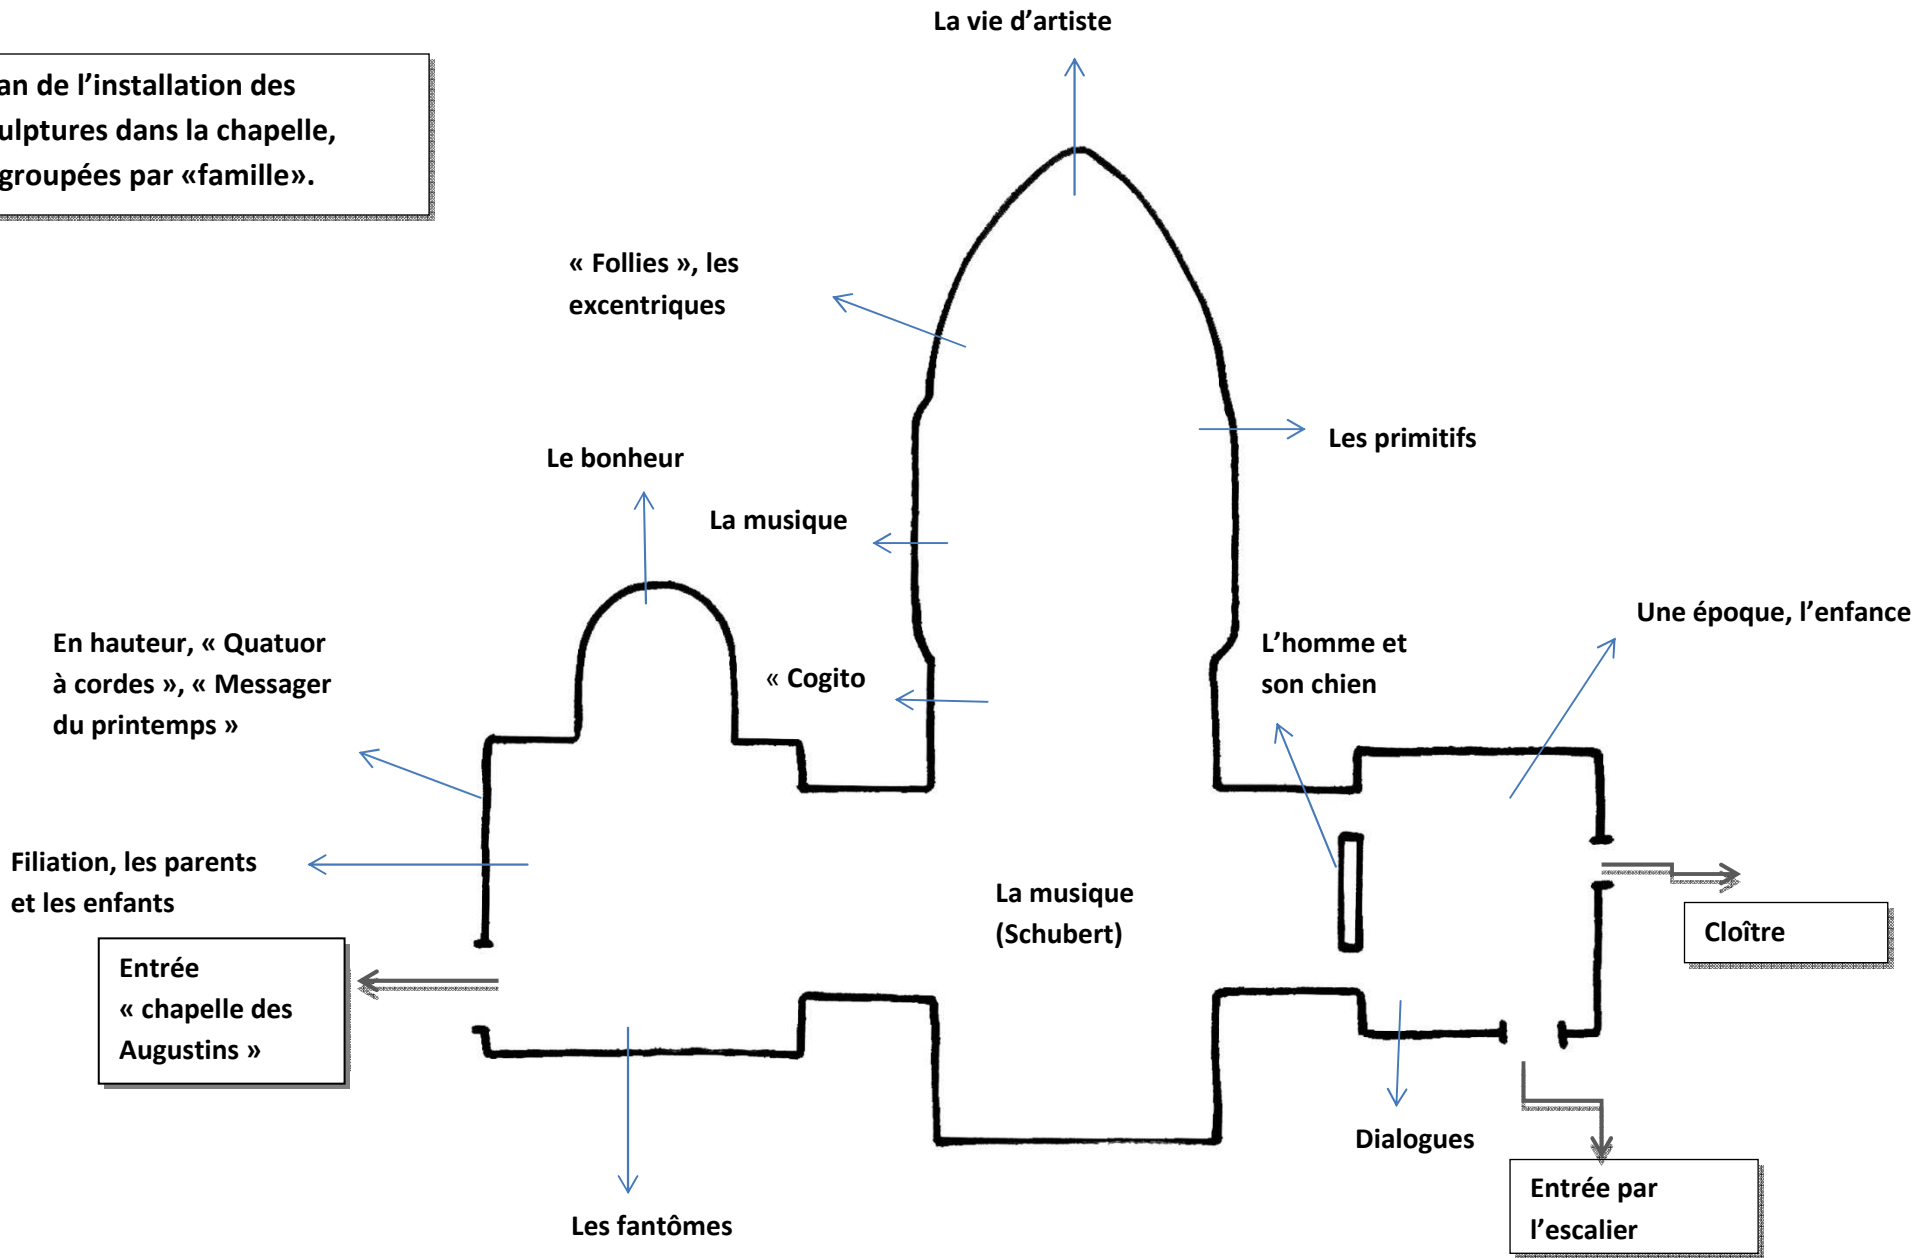 La vie d’artiste
an de l’installation des
ulptures dans la chapelle,
groupées par «famille».
« Follies », les
excentriques
Les primitifs
Le bonheur
La musique
Une époque, l’enfance
En hauteur, « Quatuor
à cordes », « Messager
du printemps »
« Cogito
L’homme et
son chien
Filiation, les parents
et les enfants
La musique
(Schubert)
Cloître
Entrée
« chapelle des
Augustins »
Dialogues
Entrée par
l’escalier
Les fantômes